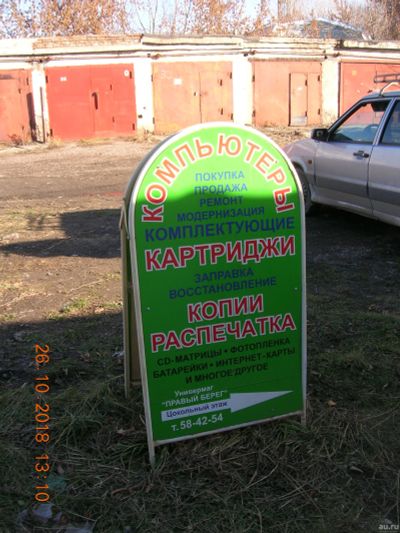 КОМПЬЮТЕРЫ
ПОКУПКА
ПРОДАЖА
РЕМОНТ
МОДЕРНИЗАЦИЯ
КОМПЛЕКТУЮЩИЕ
КАРТРИДЖИ
ЗАПРАВКА
ВОССТАНОВЛЕНИЕ
КОПИИ
РАСПЕЧАТКА
CD-МАТРИЦЫ • ФОТОПЛЕНКА
БАТАРЕЙКИ • ИНТЕРНЕТ-КАРТЫ
И МНОГОЕ ДРУГОЕ
Универмаг
"ПРАВЫЙ БЕРЕГ"
Цокольный этаж
т.58-42-54
26.10.2018 13:10
au.ru